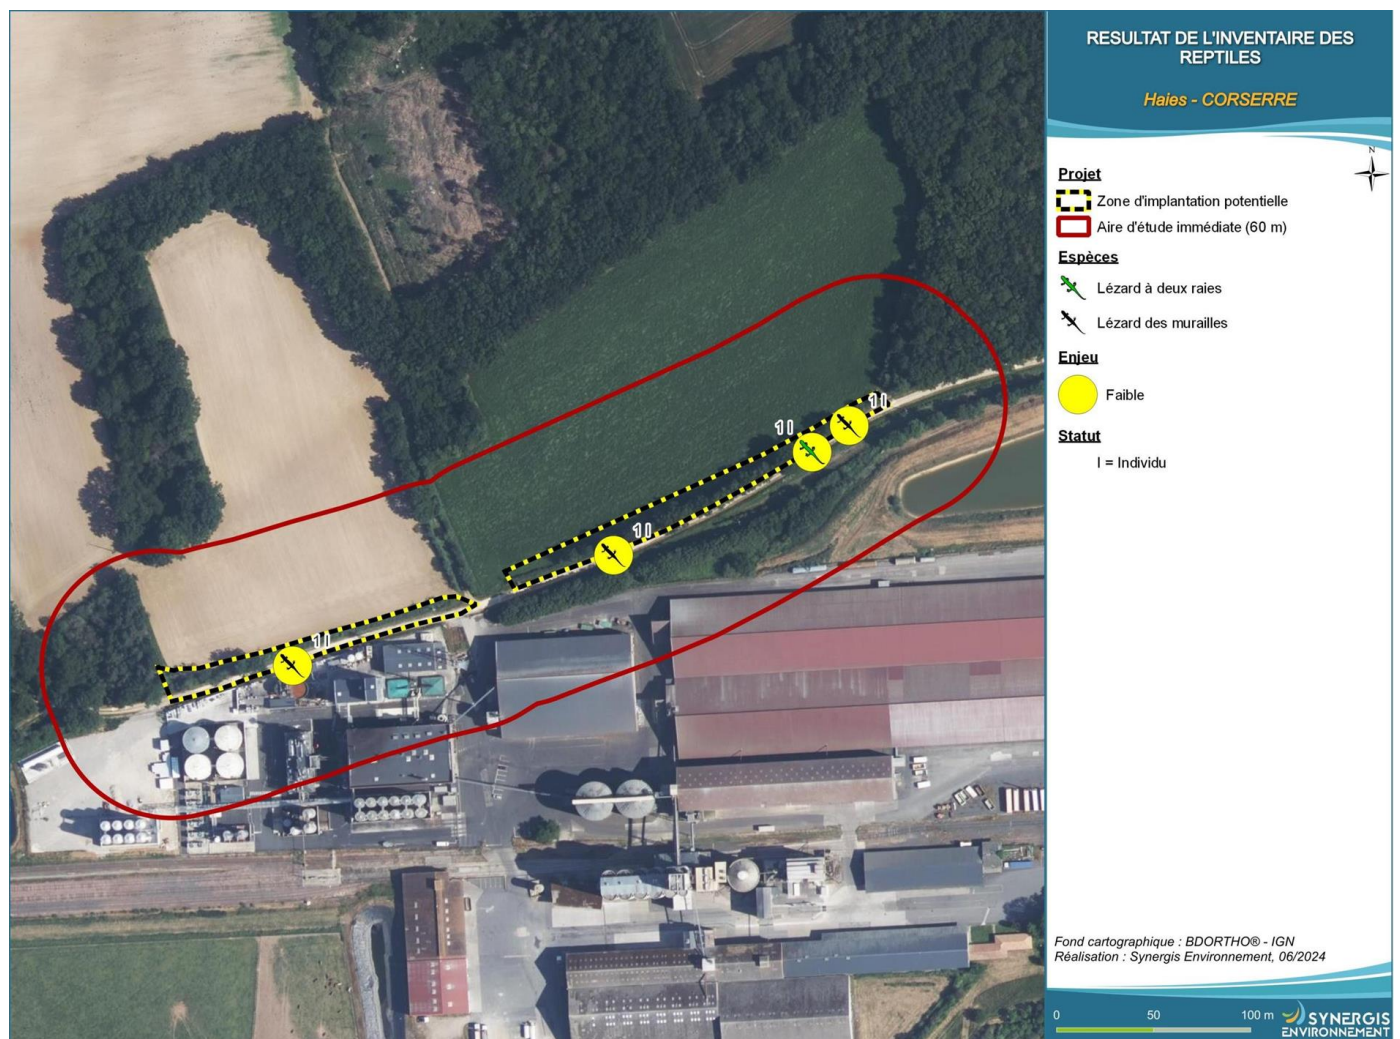 RESULTAT DE L'INVENTAIRE DES
REPTILES
Haies - CORSERRE
N
Projet
Zone d'implantation potentielle
Aire d'étude immédiate (60 m)
Espèces
Lézard à deux raies
Lézard des murailles
Enjeu
Faible
Statut
I = Individu
1I
1I
1I
1I
Fond cartographique : BDORTHO® - IGN
Réalisation : Synergis Environnement, 06/2024
0 50 100 m
SYNERGIS
ENVIRONNEMENT